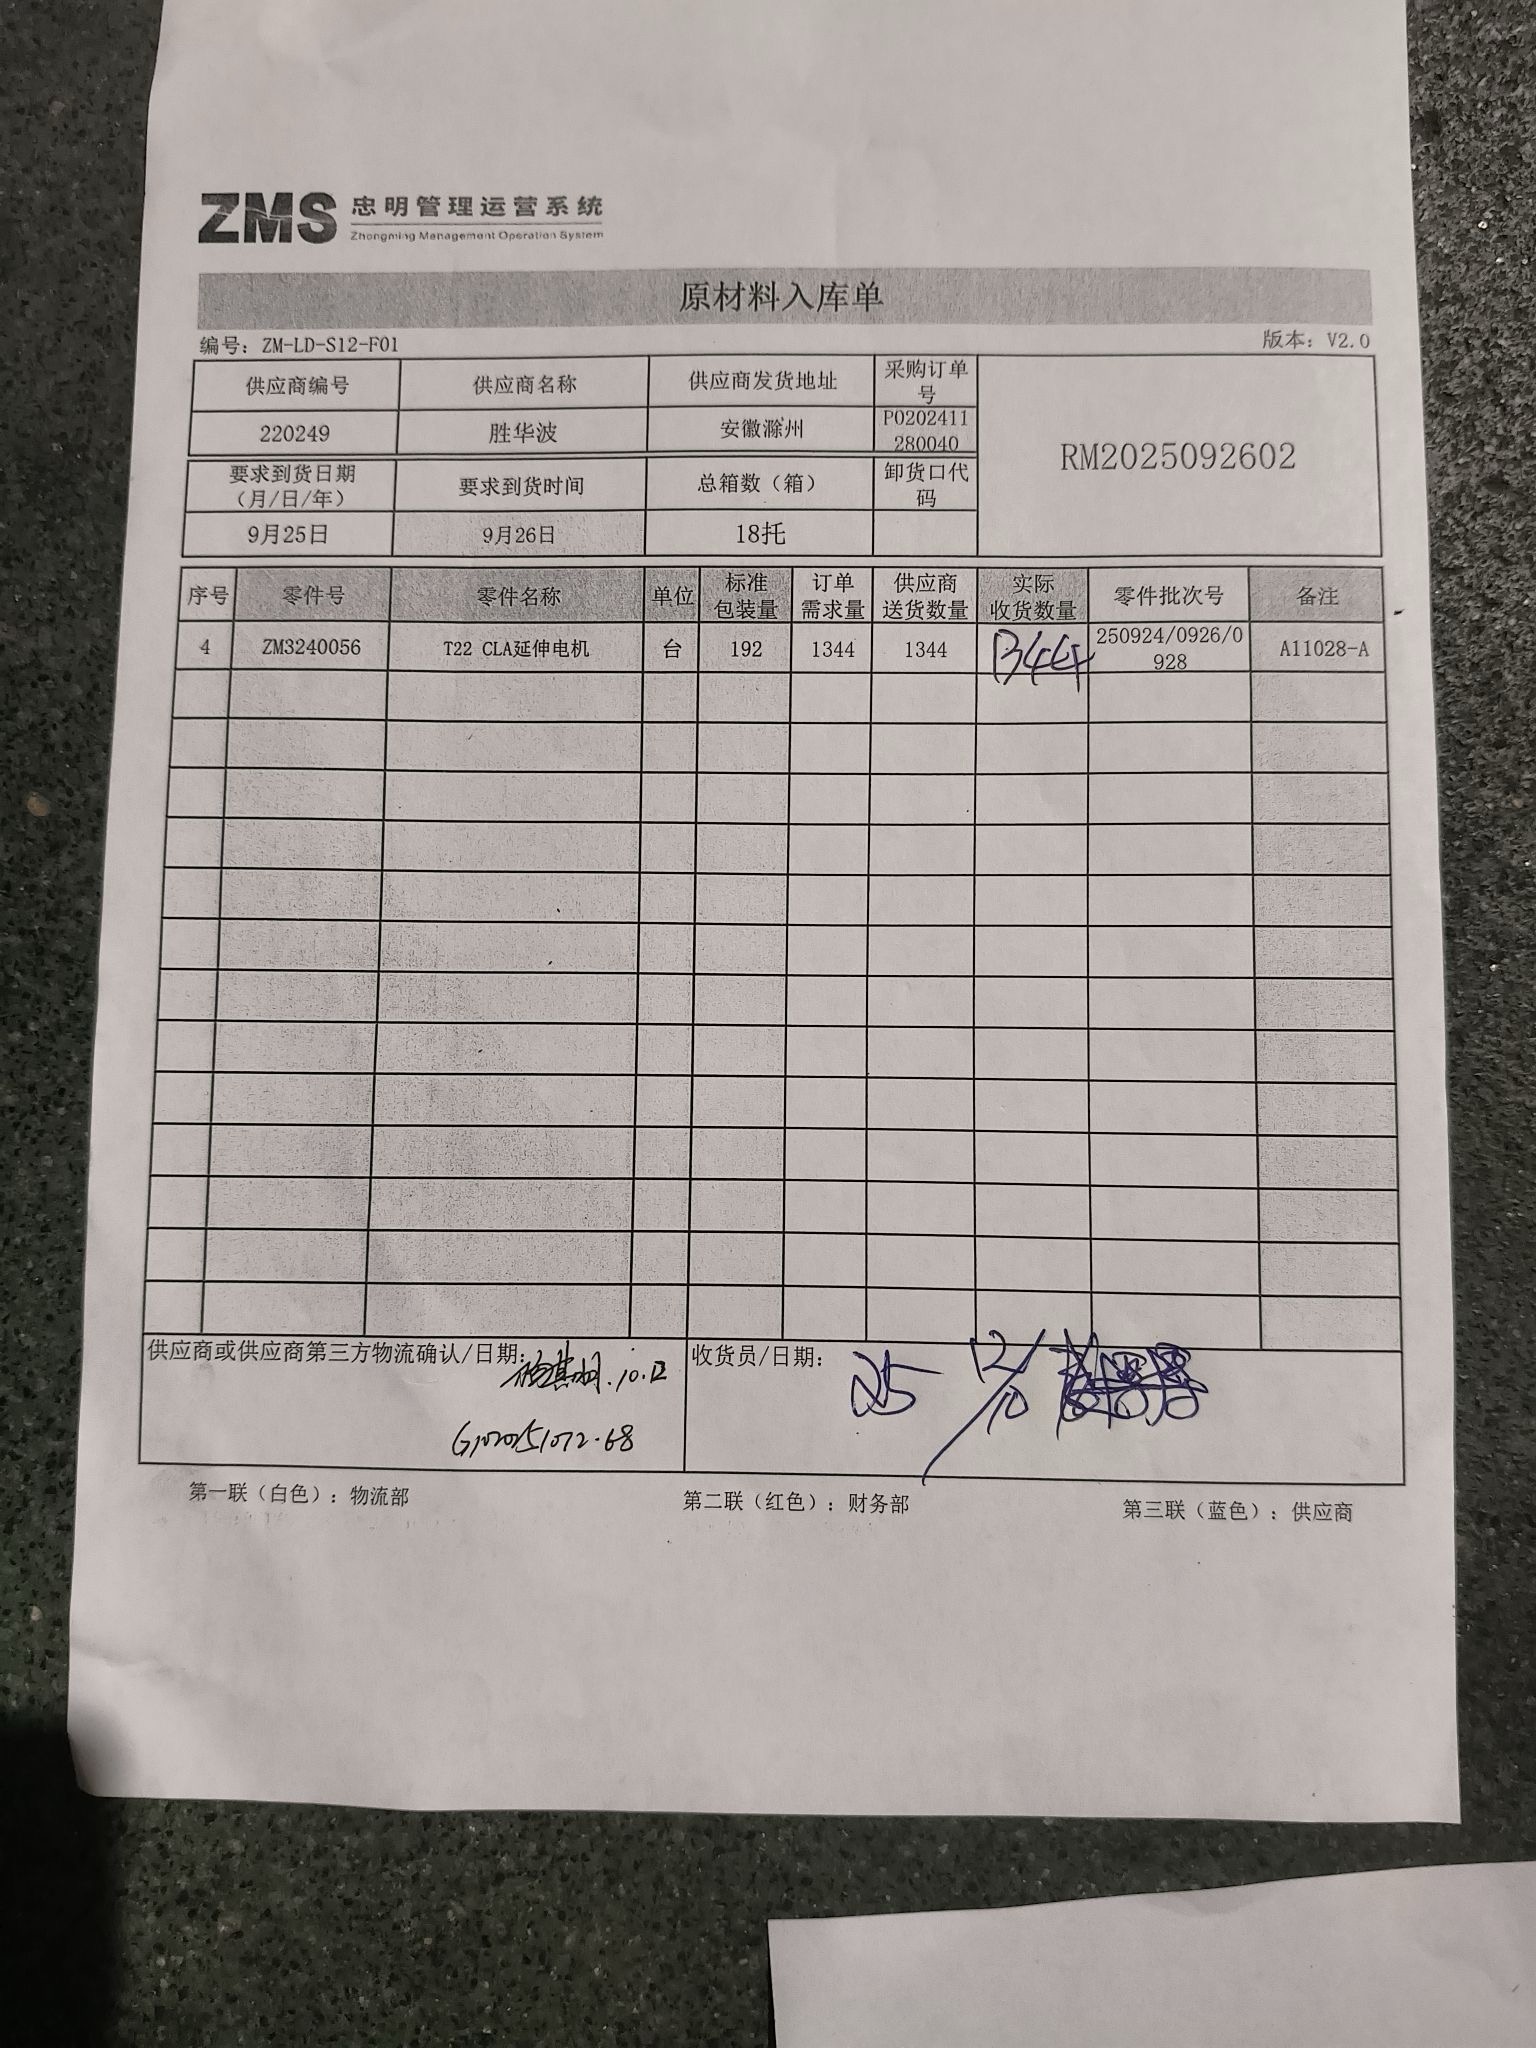 ZMS 忠明管理运营系统
Zhongming Management Operation System
原材料入库单
编号：ZM-LD-S12-F01 版本：V2.0
供应商编号 供应商名称 供应商发货地址 采购订单号
220249 胜华波 安徽滁州 PO202411280040
RM2025092602
要求到货日期（月/日/年） 要求到货时间 总箱数（箱） 卸货口代码
9月25日 9月26日 18托
序号 零件号 零件名称 单位 标准包装量 订单需求量 供应商送货数量 实际收货数量 零件批次号 备注
4 ZM3240056 T22 CLA延伸电机 台 192 1344 1344 1344 250924/0926/0928 A11028-A
供应商或供应商第三方物流确认/日期： 10.12
收货员/日期： 25 12/10
第一联（白色）：物流部 第二联（红色）：财务部 第三联（蓝色）：供应商